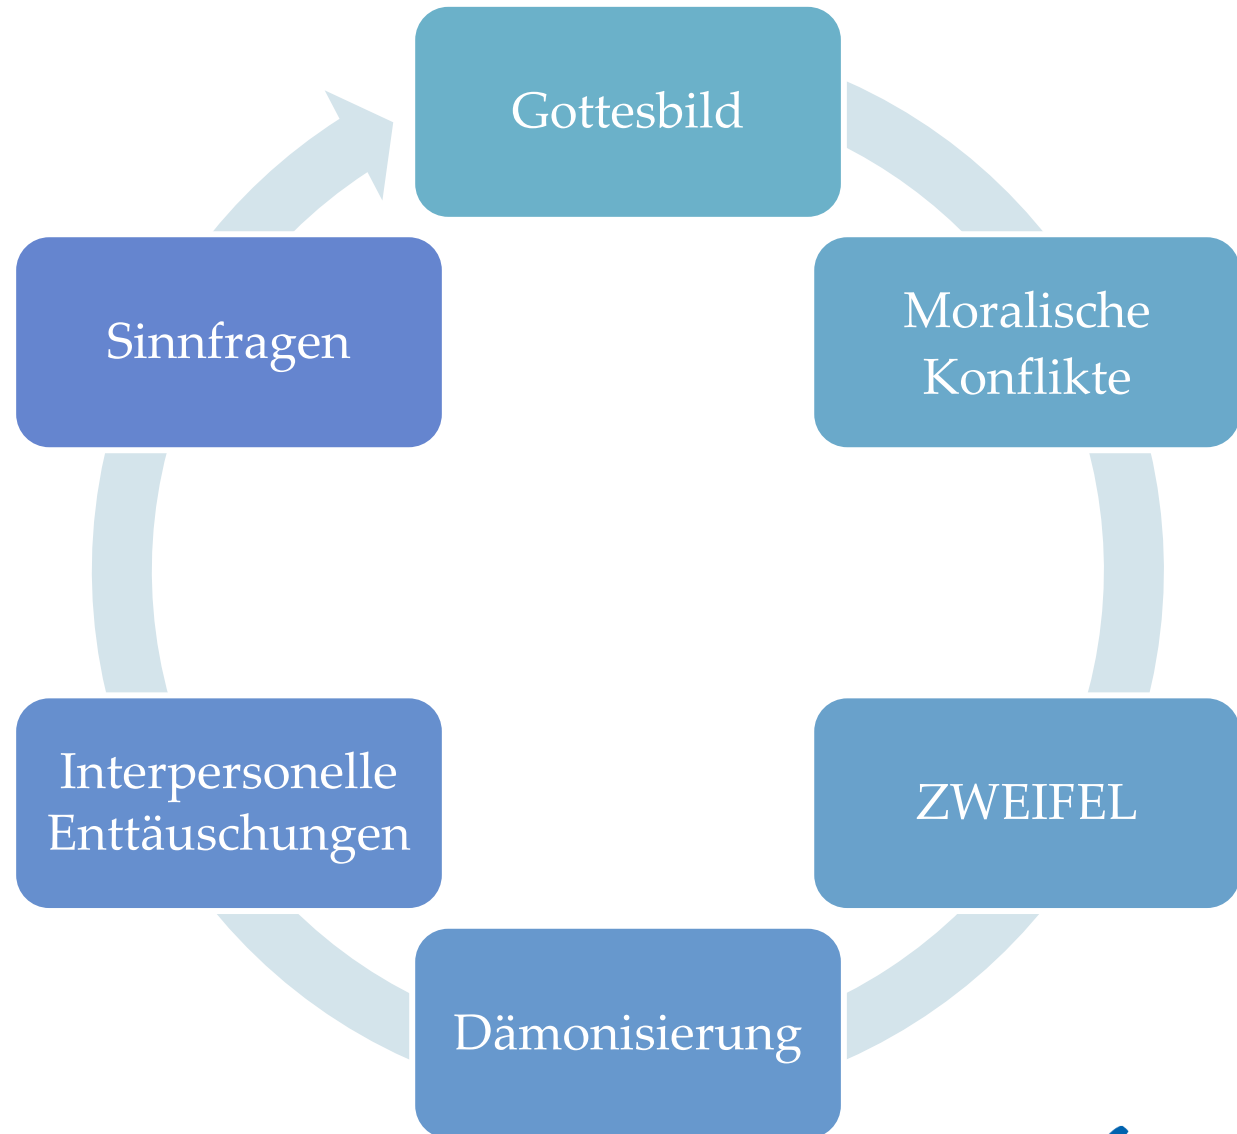 Gottesbild
Moralische
Konflikte
ZWEIFEL
Dämonisierung
Interpersonelle
Enttäuschungen
Sinnfragen